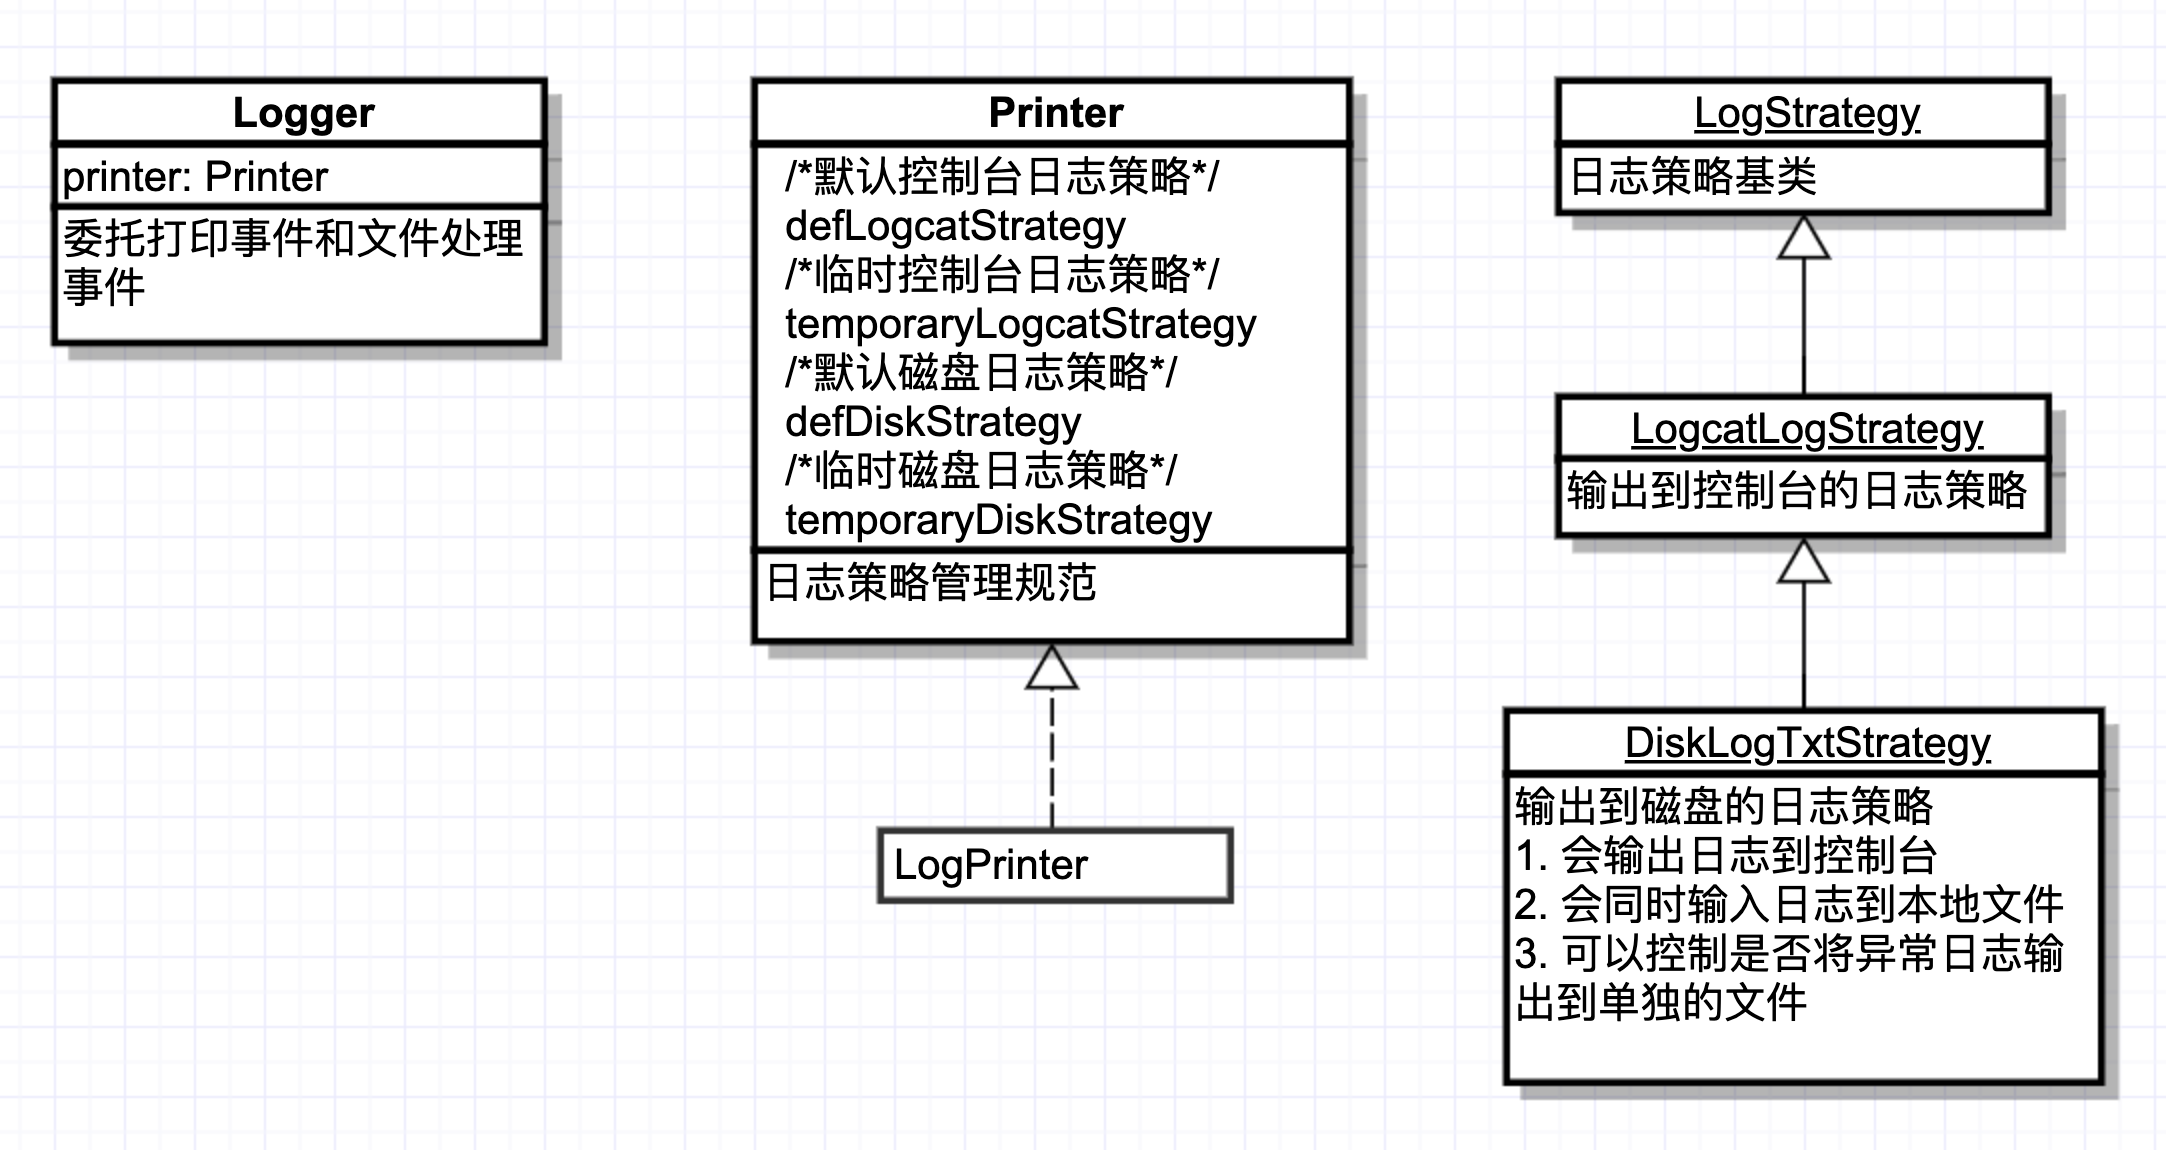 Logger
printer: Printer
委托打印事件和文件处理
事件
Printer
/*默认控制台日志策略*/
defLogcatStrategy
/*临时控制台日志策略*/
temporaryLogcatStrategy
/*默认磁盘日志策略*/
defDiskStrategy
/*临时磁盘日志策略*/
temporaryDiskStrategy
日志策略管理规范
LogPrinter
LogStrategy
日志策略基类
LogcatLogStrategy
输出到控制台的日志策略
DiskLogTxtStrategy
输出到磁盘的日志策略
1. 会输出日志到控制台
2. 会同时输入日志到本地文件
3. 可以控制是否将异常日志输
出到单独的文件